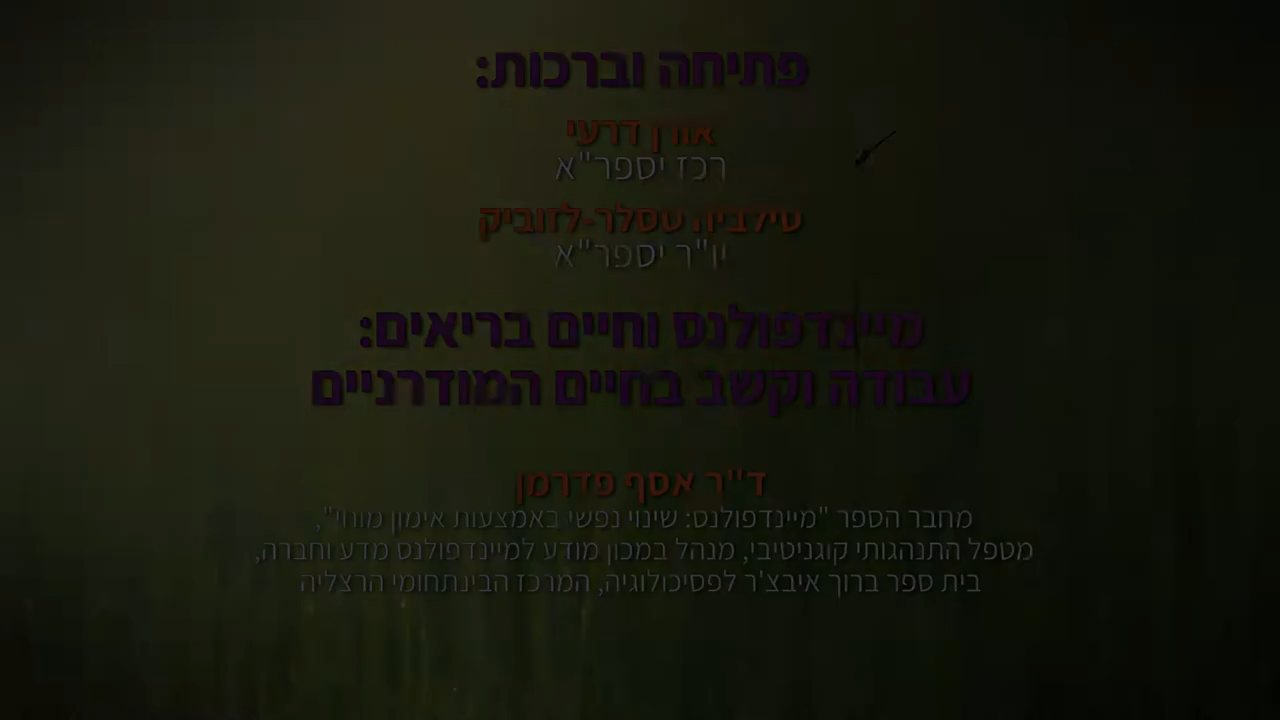 פתיחה וברכות:
אורן דרעי
רכז יספר"א
סילביה טסלר-לזוביק
יו"ר יספר"א
מיינדפולנס וחיים בריאים:
עבודה וקשב בחיים המודרניים
ד"ר אסף פדרמן
מחבר הספר "מיינדפולנס: שינוי נפשי באמצעות אימון מוחי",
מטפל התנהגותי קוגניטיבי, מנהל במכון מודע למיינדפולנס מדע וחברה,
בית ספר ברוך איבצ'ר לפסיכולוגיה, המרכז הבינתחומי הרצליה